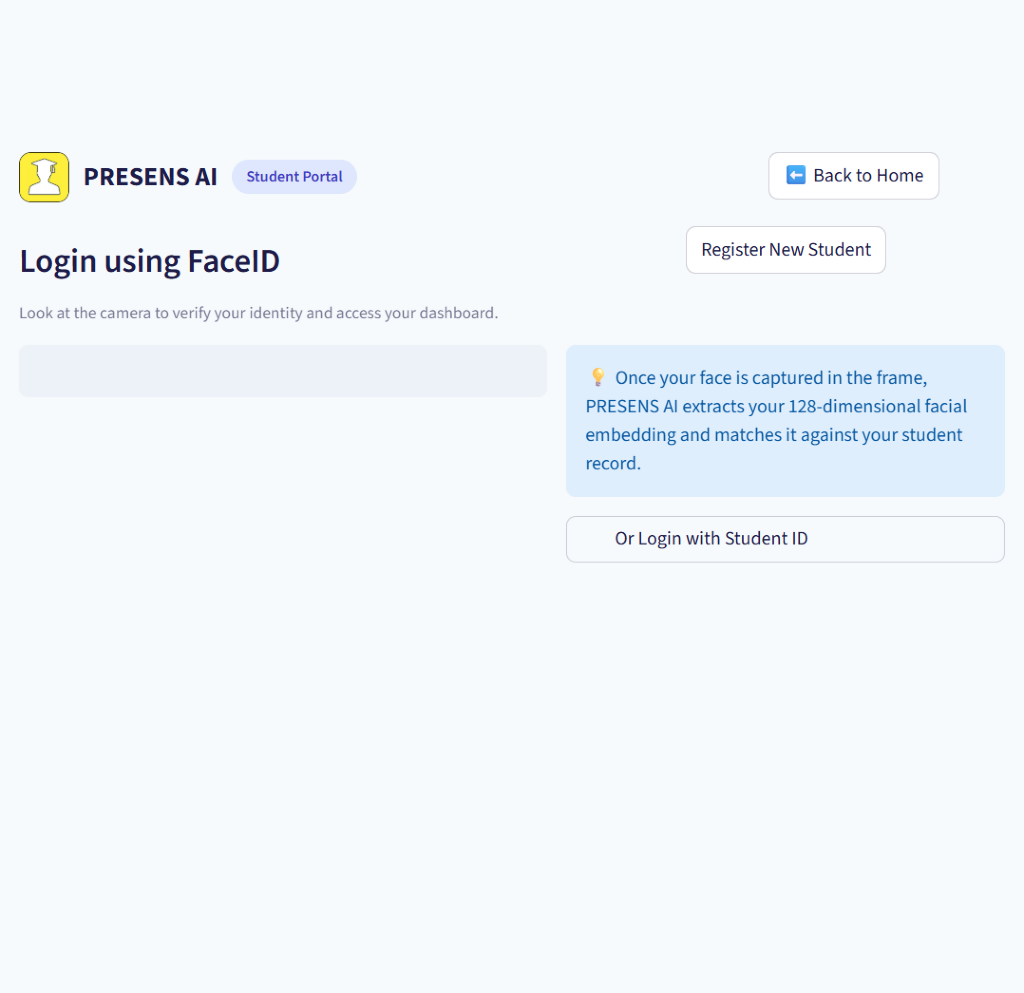 PRESENS AI
Student Portal
⬅️ Back to Home
Login using FaceID
Register New Student
Look at the camera to verify your identity and access your dashboard.
💡 Once your face is captured in the frame,
PRESENS AI extracts your 128-dimensional facial
embedding and matches it against your student
record.
Or Login with Student ID